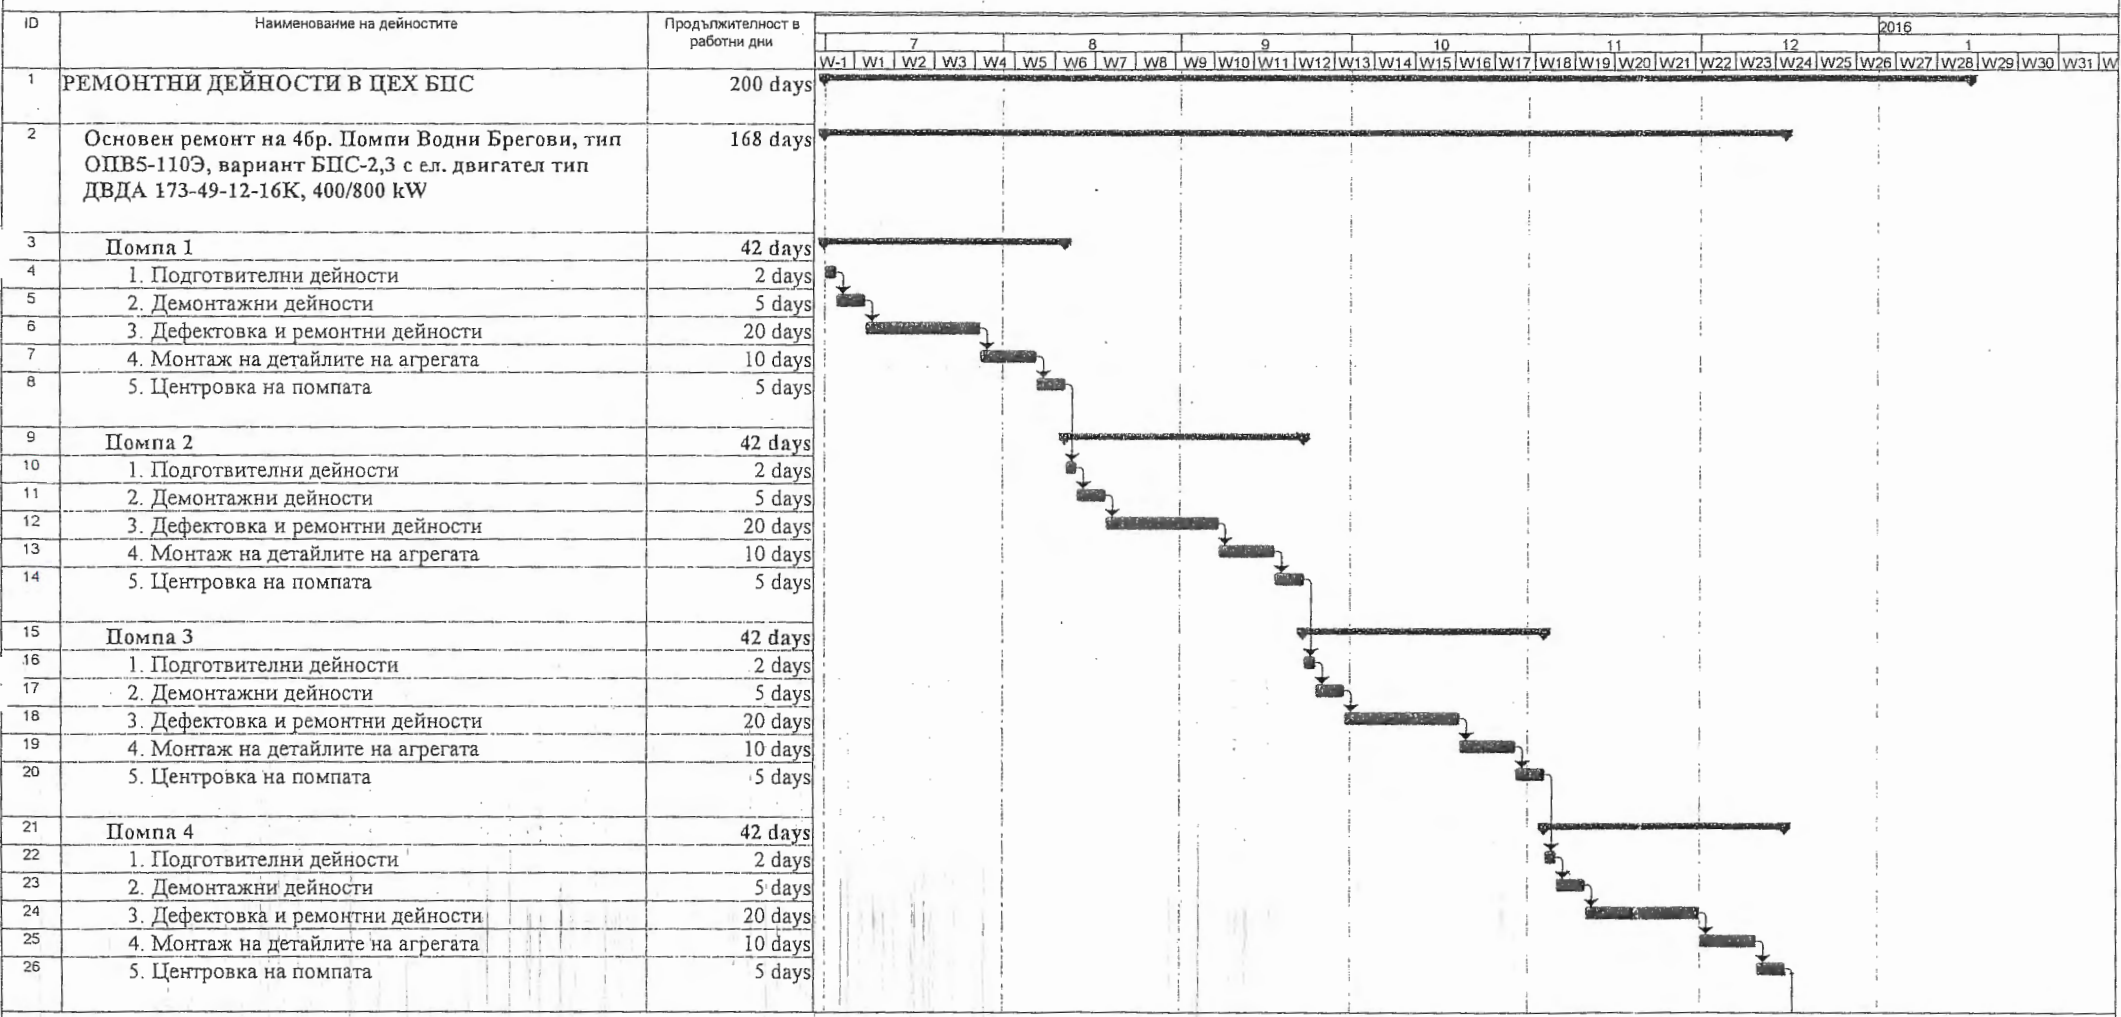 ID Наименование на дейностите Продължителност в работни дни
2016
7 8 9 10 11 12 1
W-1 W1 W2 W3 W4 W5 W6 W7 W8 W9 W10 W11 W12 W13 W14 W15 W16 W17 W18 W19 W20 W21 W22 W23 W24 W25 W26 W27 W28 W29 W30 W31 W
1 РЕМОНТНИ ДЕЙНОСТИ В ЦЕХ БПС 200 days
2 Основен ремонт на 4бр. Помпи Водни Брегови, тип 168 days
ОПВ5-110Э, вариант БПС-2,3 с ел. двигател тип
ДВДА 173-49-12-16К, 400/800 kW
3 Помпа 1 42 days
4 1. Подготвителни дейности 2 days
5 2. Демонтажни дейности 5 days
6 3. Дефектовка и ремонтни дейности 20 days
7 4. Монтаж на детайлите на агрегата 10 days
8 5. Центровка на помпата 5 days
9 Помпа 2 42 days
10 1. Подготвителни дейности 2 days
11 2. Демонтажни дейности 5 days
12 3. Дефектовка и ремонтни дейности 20 days
13 4. Монтаж на детайлите на агрегата 10 days
14 5. Центровка на помпата 5 days
15 Помпа 3 42 days
16 1. Подготвителни дейности 2 days
17 2. Демонтажни дейности 5 days
18 3. Дефектовка и ремонтни дейности 20 days
19 4. Монтаж на детайлите на агрегата 10 days
20 5. Центровка на помпата 5 days
21 Помпа 4 42 days
22 1. Подготвителни дейности 2 days
23 2. Демонтажни дейности 5 days
24 3. Дефектовка и ремонтни дейности 20 days
25 4. Монтаж на детайлите на агрегата 10 days
26 5. Центровка на помпата 5 days